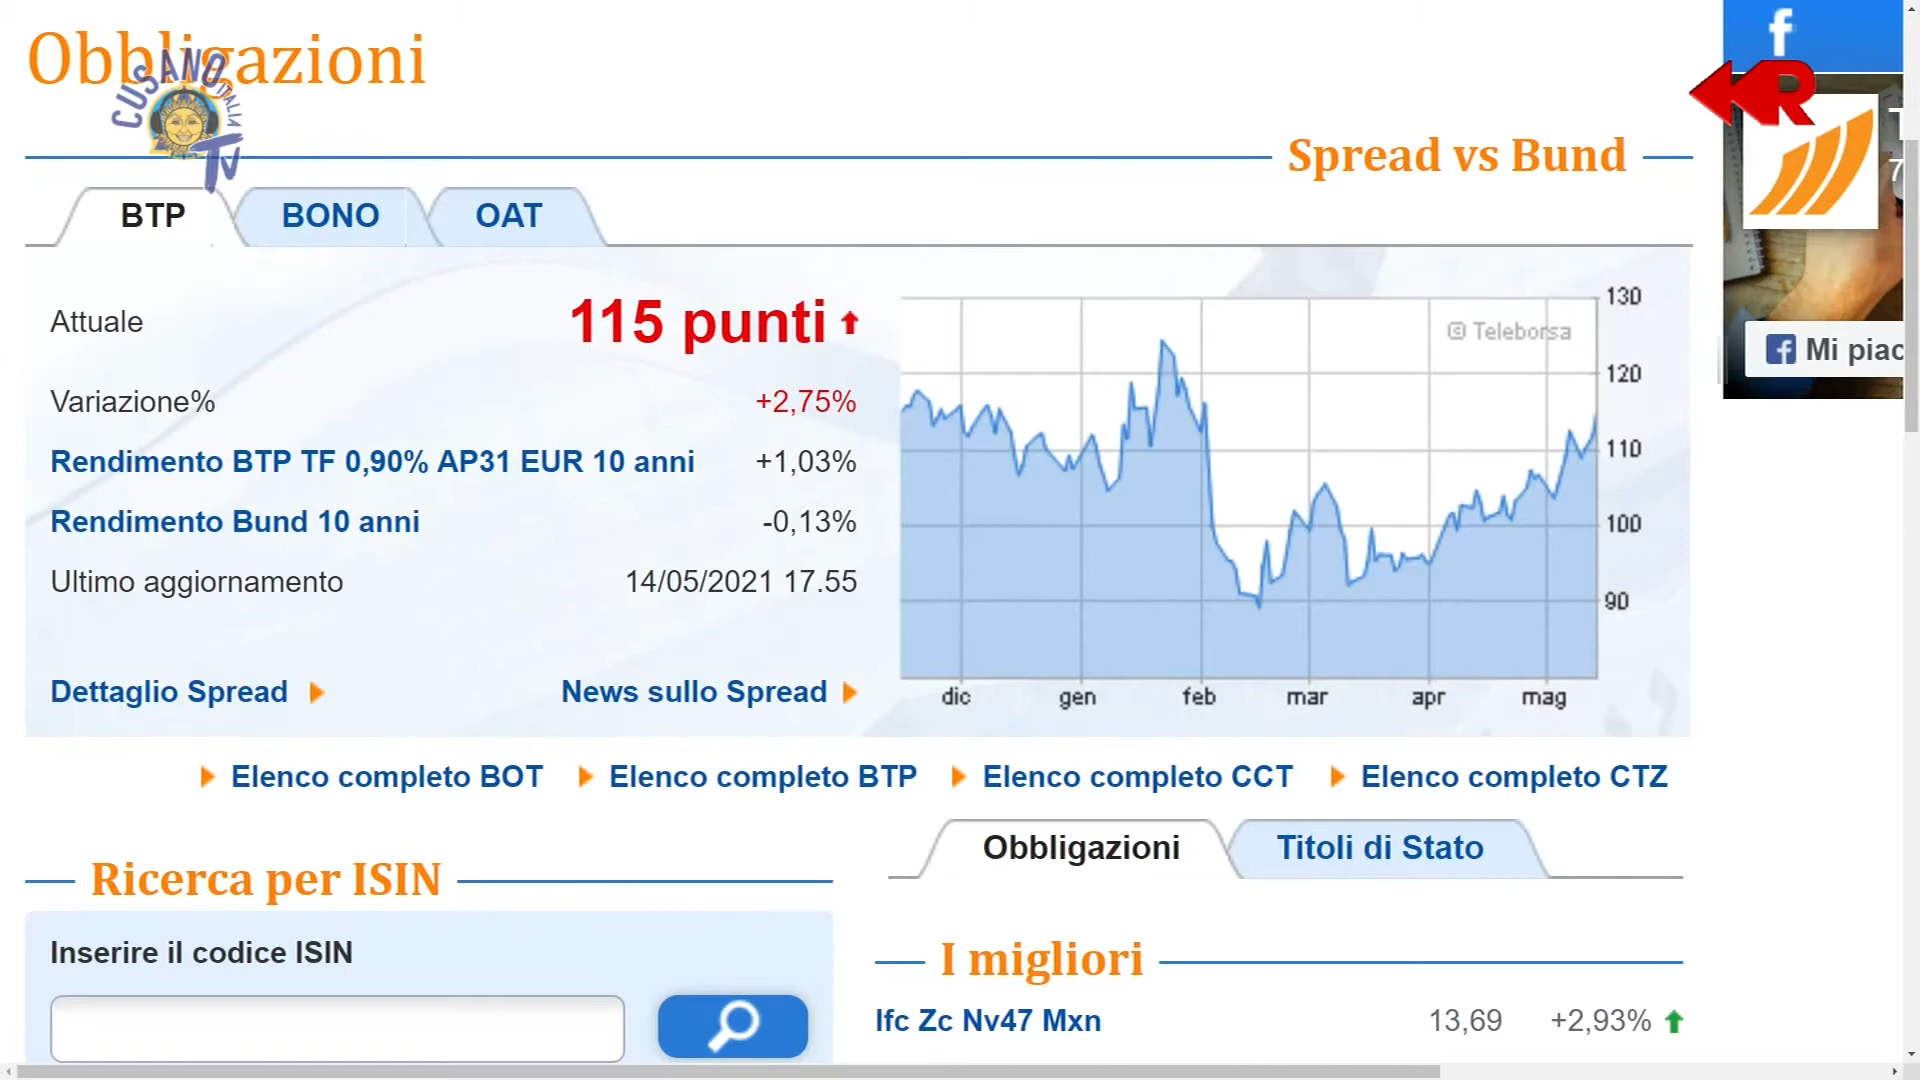 Obbligazioni
CUSANO
ITALIA
Tv
Spread vs Bund
BTP
BONO
OAT
Attuale
115 punti
Variazione%
+2,75%
Rendimento BTP TF 0,90% AP31 EUR 10 anni
+1,03%
Rendimento Bund 10 anni
-0,13%
Ultimo aggiornamento
14/05/2021 17.55
Dettaglio Spread
News sullo Spread
© Teleborsa
130
120
110
100
90
dic gen feb mar apr mag
f
R
T
7
f Mi piac
Elenco completo BOT
Elenco completo BTP
Elenco completo CCT
Elenco completo CTZ
Ricerca per ISIN
Inserire il codice ISIN
Obbligazioni
Titoli di Stato
I migliori
Ifc Zc Nv47 Mxn 13,69 +2,93%